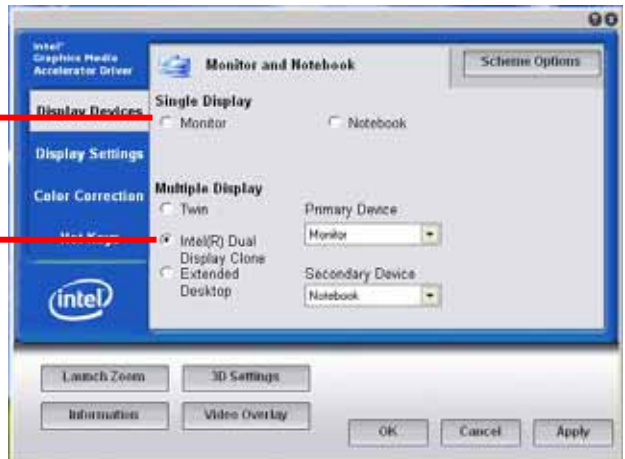 Intel®
Graphics Media
Accelerator Driver
Monitor and Notebook
Scheme Options
Display Devices
Single Display
Monitor
Notebook
Display Settings
Color Correction
Multiple Display
Twin
Primary Device
Hot Keys
Intel(R) Dual
Display Clone
Monitor
Extended
Desktop
Secondary Device
Notebook
intel
Launch Zoom
3D Settings
Information
Video Overlay
OK
Cancel
Apply